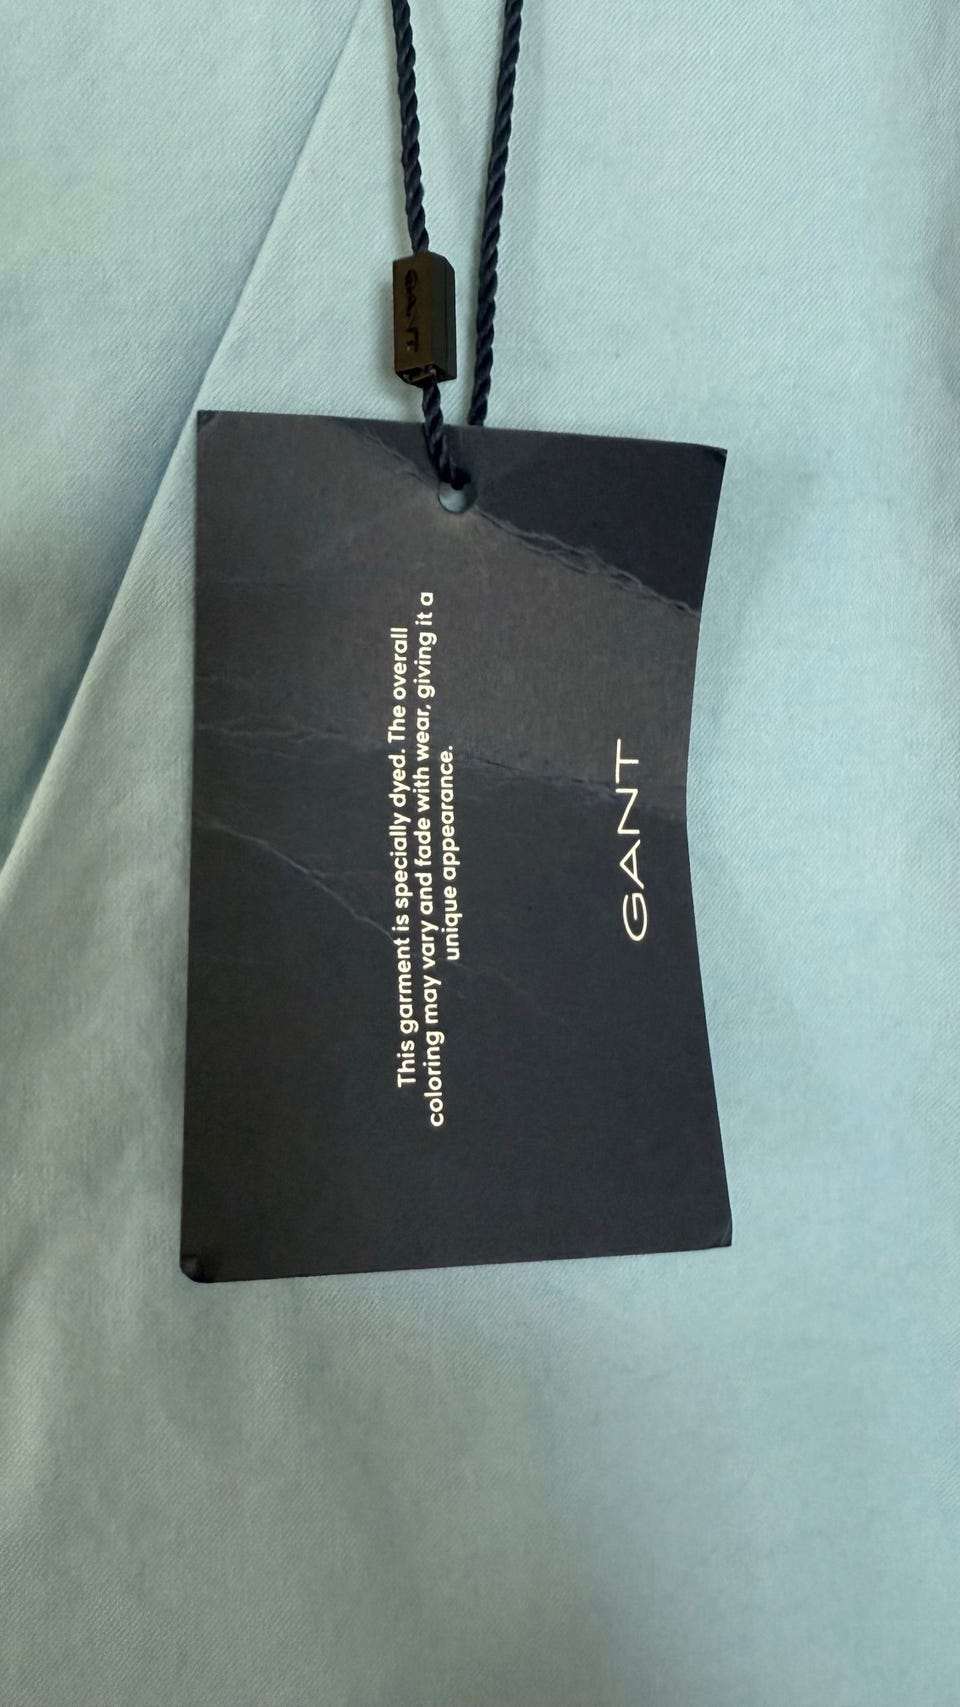 GANT
This garment is specially dyed. The overall
coloring may vary and fade with wear, giving it a
unique appearance.
GANT